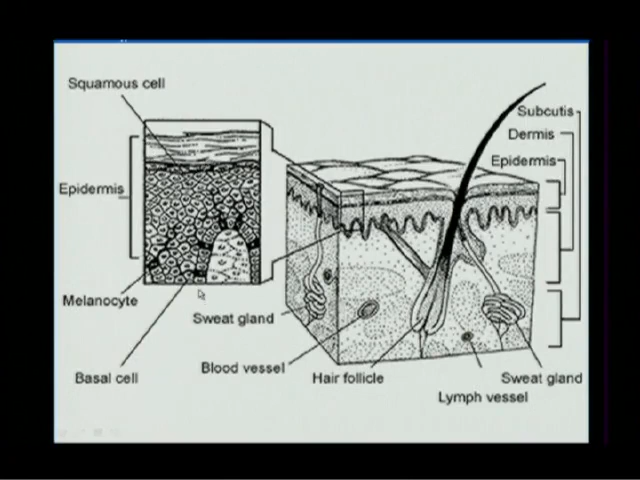 Squamous cell
Subcutis
Dermis
Epidermis
Epidermis
Melanocyte
Sweat gland
Blood vessel
Basal cell
Hair follicle
Sweat gland
Lymph vessel